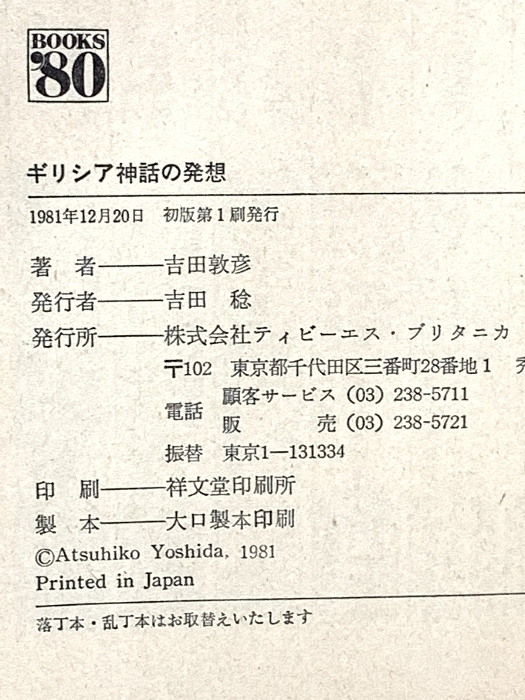 BOOKS
'80
ギリシア神話の発想
1981年12月20日 初版第1刷発行
著 者───吉田敦彦
発行者───吉田 稔
発行所───株式会社ティビーエス・ブリタニカ
〒102 東京都千代田区三番町28番地1
電話 顧客サービス (03) 238-5711
販 売 (03) 238-5721
振替 東京1―131334
印 刷───祥文堂印刷所
製 本───大口製本印刷
©Atsuhiko Yoshida, 1981
Printed in Japan
落丁本・乱丁本はお取替えいたします